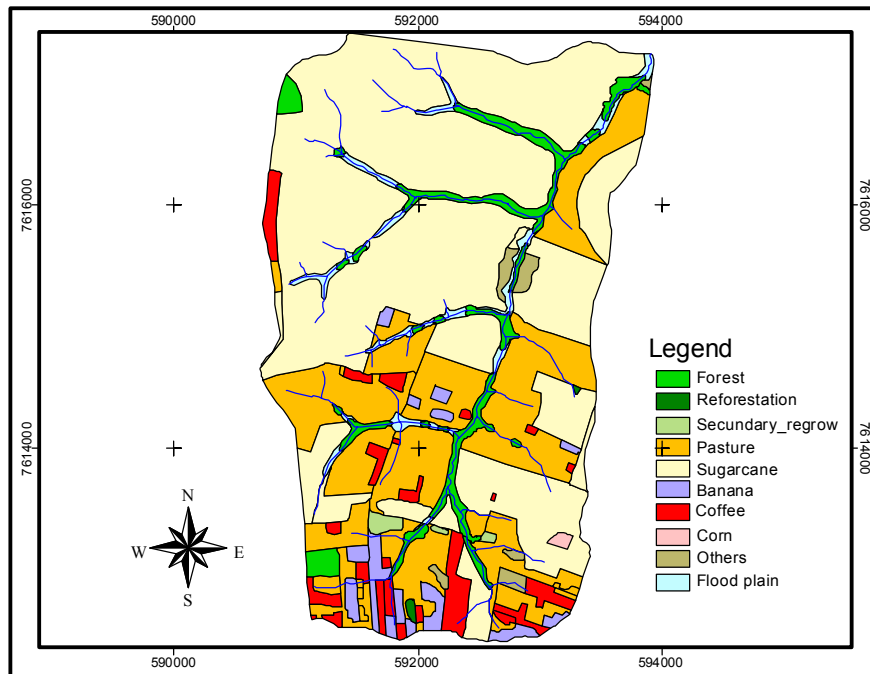 590000 592000 594000
7616000 7616000
Legend
Forest
Reforestation
Secundary_regrow
Pasture
7614000 7614000
Sugarcane
Banana
Coffee
Corn
Others
Flood plain
N
W E
S
590000 592000 594000